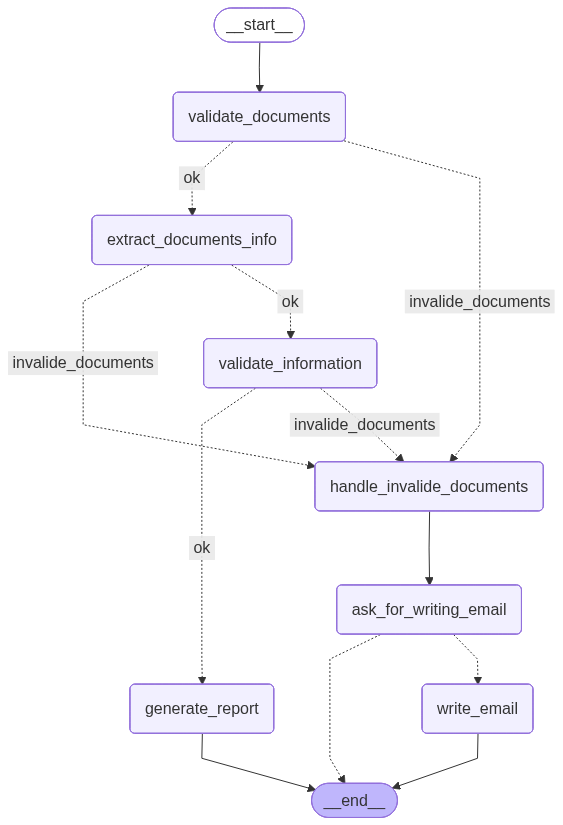 __start__
validate_documents
ok
extract_documents_info
ok
invalide_documents
invalide_documents
validate_information
invalide_documents
handle_invalide_documents
ok
ask_for_writing_email
generate_report
write_email
__end__